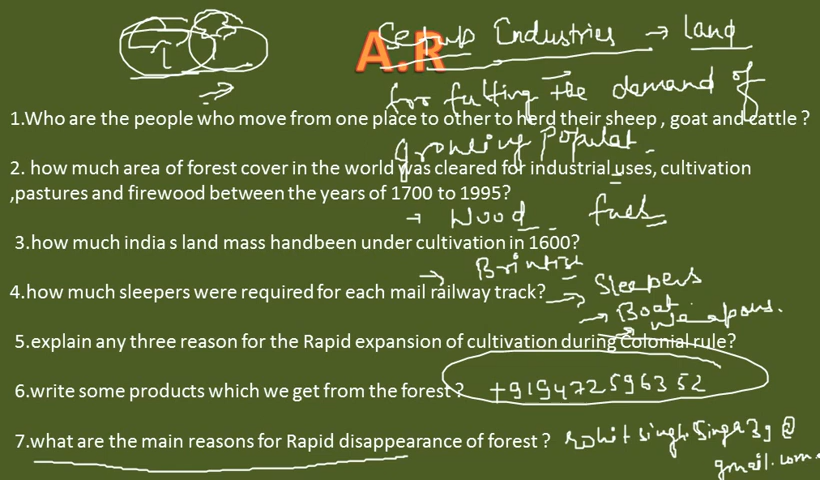 Setup Industries → land
A.R
for fulting the demand of
1.Who are the people who move from one place to other to herd their sheep , goat and cattle ?
growing Populat.
2. how much area of forest cover in the world was cleared for industrial uses, cultivation
,pastures and firewood between the years of 1700 to 1995?
→ Wood fuel
3.how much india s land mass handbeen under cultivation in 1600?
→ British
4.how much sleepers were required for each mail railway track? → Sleepers
→ Boat
→ Weapons.
5.explain any three reason for the Rapid expansion of cultivation during Colonial rule?
6.write some products which we get from the forest ? +919472596352
7.what are the main reasons for Rapid disappearance of forest ? rohit singh.Singh39@
gmail.com.